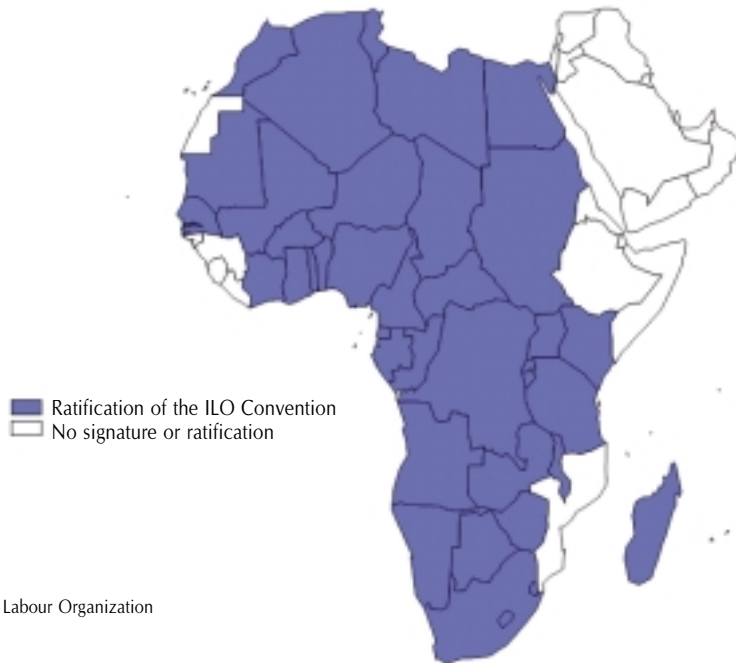 Ratification of the ILO Convention
No signature or ratification
Labour Organization